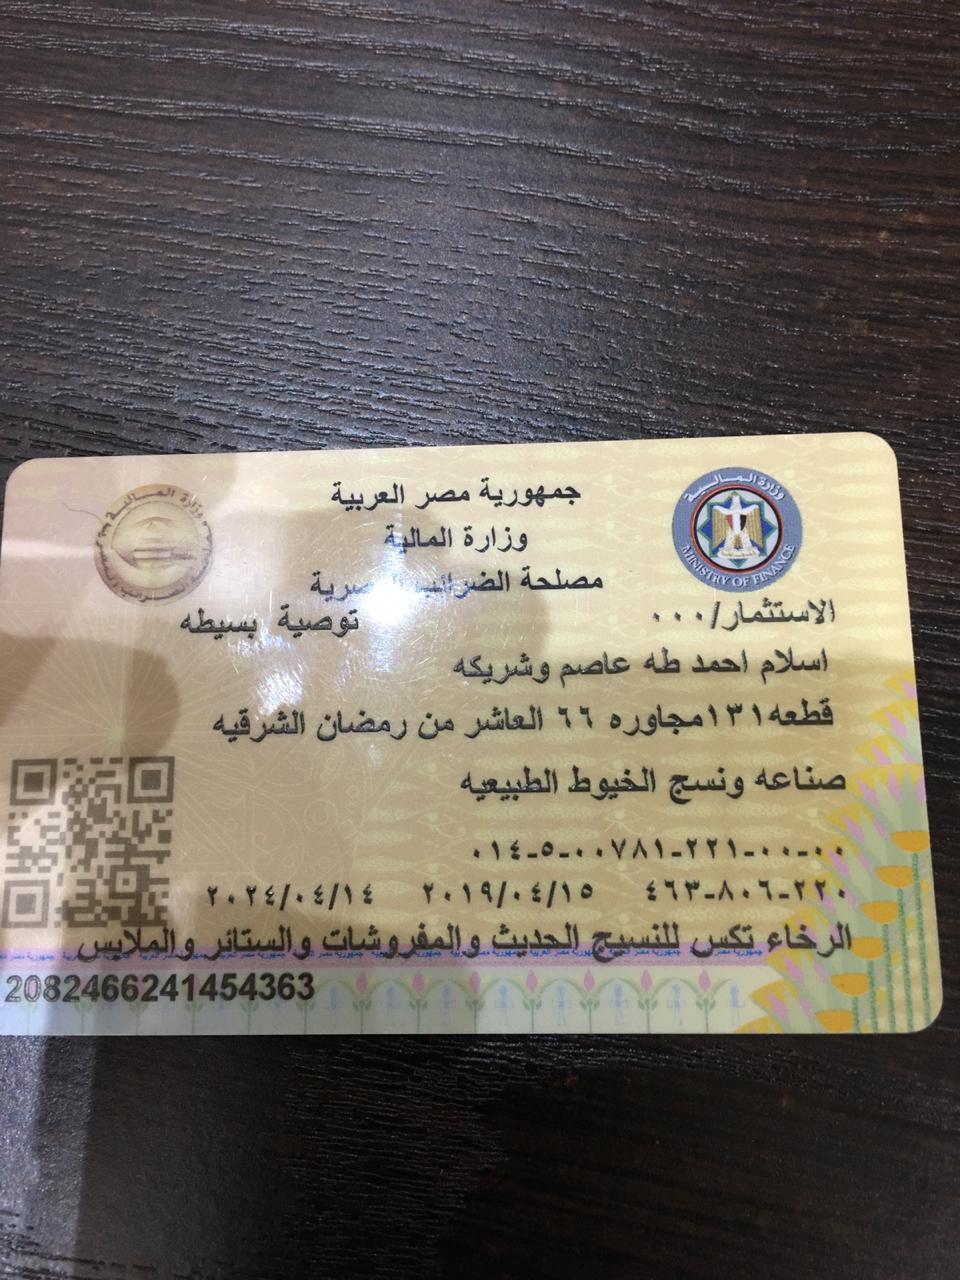 جمهورية مصر العربية
وزارة المالية
وزارة المالية
MINISTRY OF FINANCE
مصلحة الضرائب المصرية
الاستثمار/٠٠٠ توصية بسيطه
اسلام احمد طه عاصم وشريكه
قطعه١٣١مجاوره ٦٦ العاشر من رمضان الشرقيه
صناعه ونسج الخيوط الطبيعيه
٠١٤-٥-٠٠٧٨١-٢٢١-٠٠-٠٠
٤٦٣-٨٠٦-٢٢٠ ٢٠١٩/٠٤/١٥ ٢٠٢٤/٠٤/١٤
الرخاء تكس للنسيج الحديث والمفروشات والستائر والملابس
2082466241454363